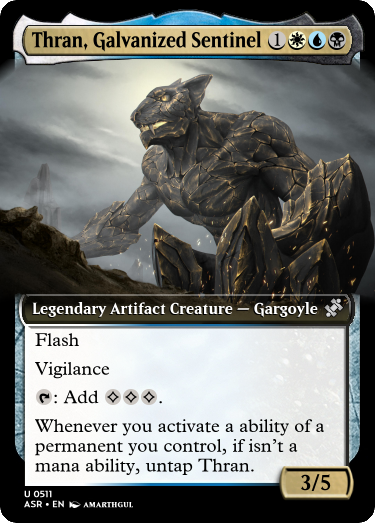 Thran, Galvanized Sentinel 1
Legendary Artifact Creature — Gargoyle
Flash
Vigilance
: Add .
Whenever you activate a ability of a
permanent you control, if isn't a
mana ability, untap Thran.
3/5
U 0511
ASR • EN AMARTHGUL